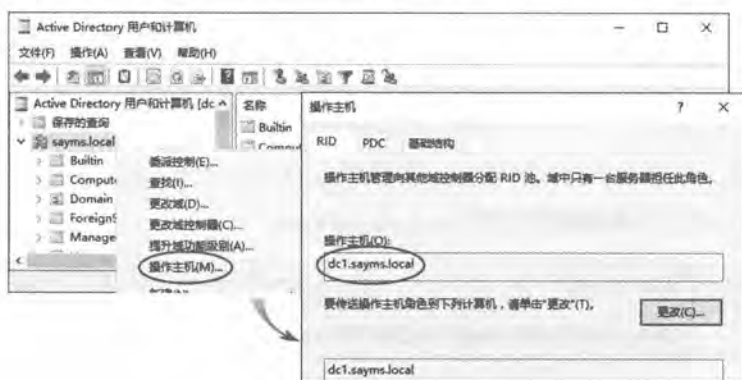 Active Directory 用户和计算机
文件(F) 操作(A) 查看(V) 帮助(H)
Active Directory 用户和计算机 [dc
保存的查询
sayms.local
Builtin
Compute
Domain
ForeignS
Manage
名称
Builtin
Comput
委派控制(E)...
查找(I)...
更改域(D)...
更改域控制器(C)...
提升域功能级别(A)...
操作主机(M)...
操作主机
? ×
RID PDC 基础结构
操作主机管理向其他域控制器分配 RID 池。域中只有一台服务器担任此角色。
操作主机(O):
dc1.sayms.local
要传送操作主机角色到下列计算机，请单击"更改"(T)。
更改(C)...
dc1.sayms.local